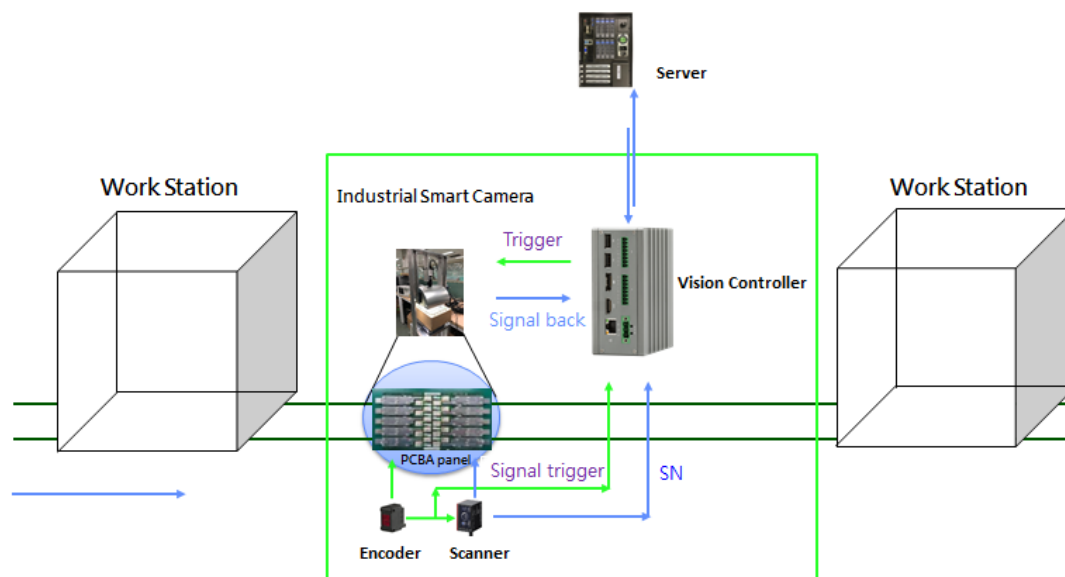 Server
Work Station
Work Station
Industrial Smart Camera
Trigger
Vision Controller
Signal back
PCBA panel
Signal trigger
SN
Encoder
Scanner